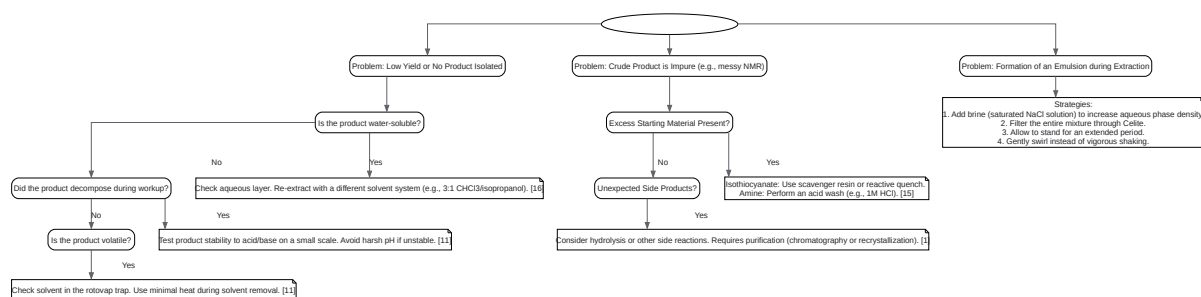 Problem: Low Yield or No Product Isolated
Problem: Crude Product is Impure (e.g., messy NMR)
Problem: Formation of an Emulsion during Extraction
Strategies:
1. Add brine (saturated NaCl solution) to increase aqueous phase density
2. Filter the entire mixture through Celite.
3. Allow to stand for an extended period.
4. Gently swirl instead of vigorous shaking.
Is the product water-soluble?
Excess Starting Material Present?
No
Yes
No
Yes
Did the product decompose during workup?
Check aqueous layer. Re-extract with a different solvent system (e.g., 3:1 CHCl3/isopropanol). [16]
Unexpected Side Products?
Isothiocyanate: Use scavenger resin or reactive quench.
Amine: Perform an acid wash (e.g., 1M HCl). [15]
No
Yes
Yes
Is the product volatile?
Test product stability to acid/base on a small scale. Avoid harsh pH if unstable. [11]
Consider hydrolysis or other side reactions. Requires purification (chromatography or recrystallization). [1
Yes
Check solvent in the rotovap trap. Use minimal heat during solvent removal. [11]